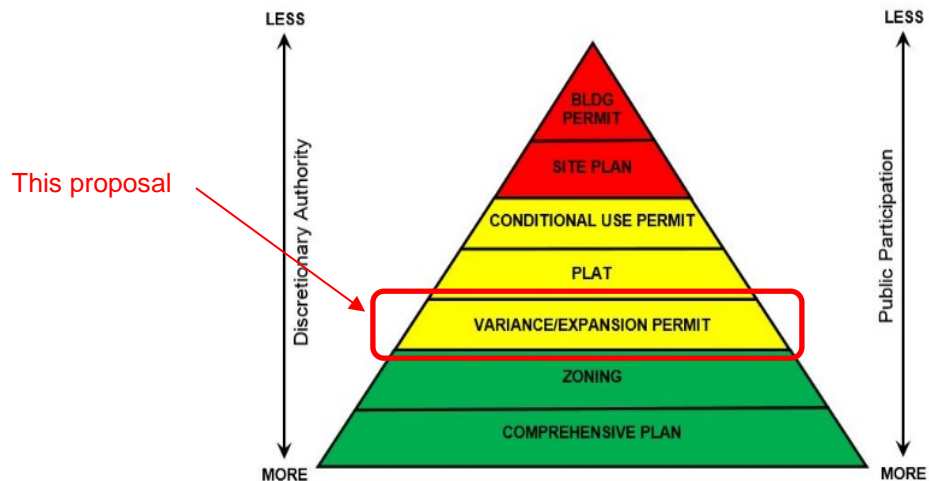 LESS
LESS
BLDG
PERMIT
SITE PLAN
This proposal
Discretionary Authority
Public Participation
CONDITIONAL USE PERMIT
PLAT
VARIANCE/EXPANSION PERMIT
ZONING
COMPREHENSIVE PLAN
MORE
MORE